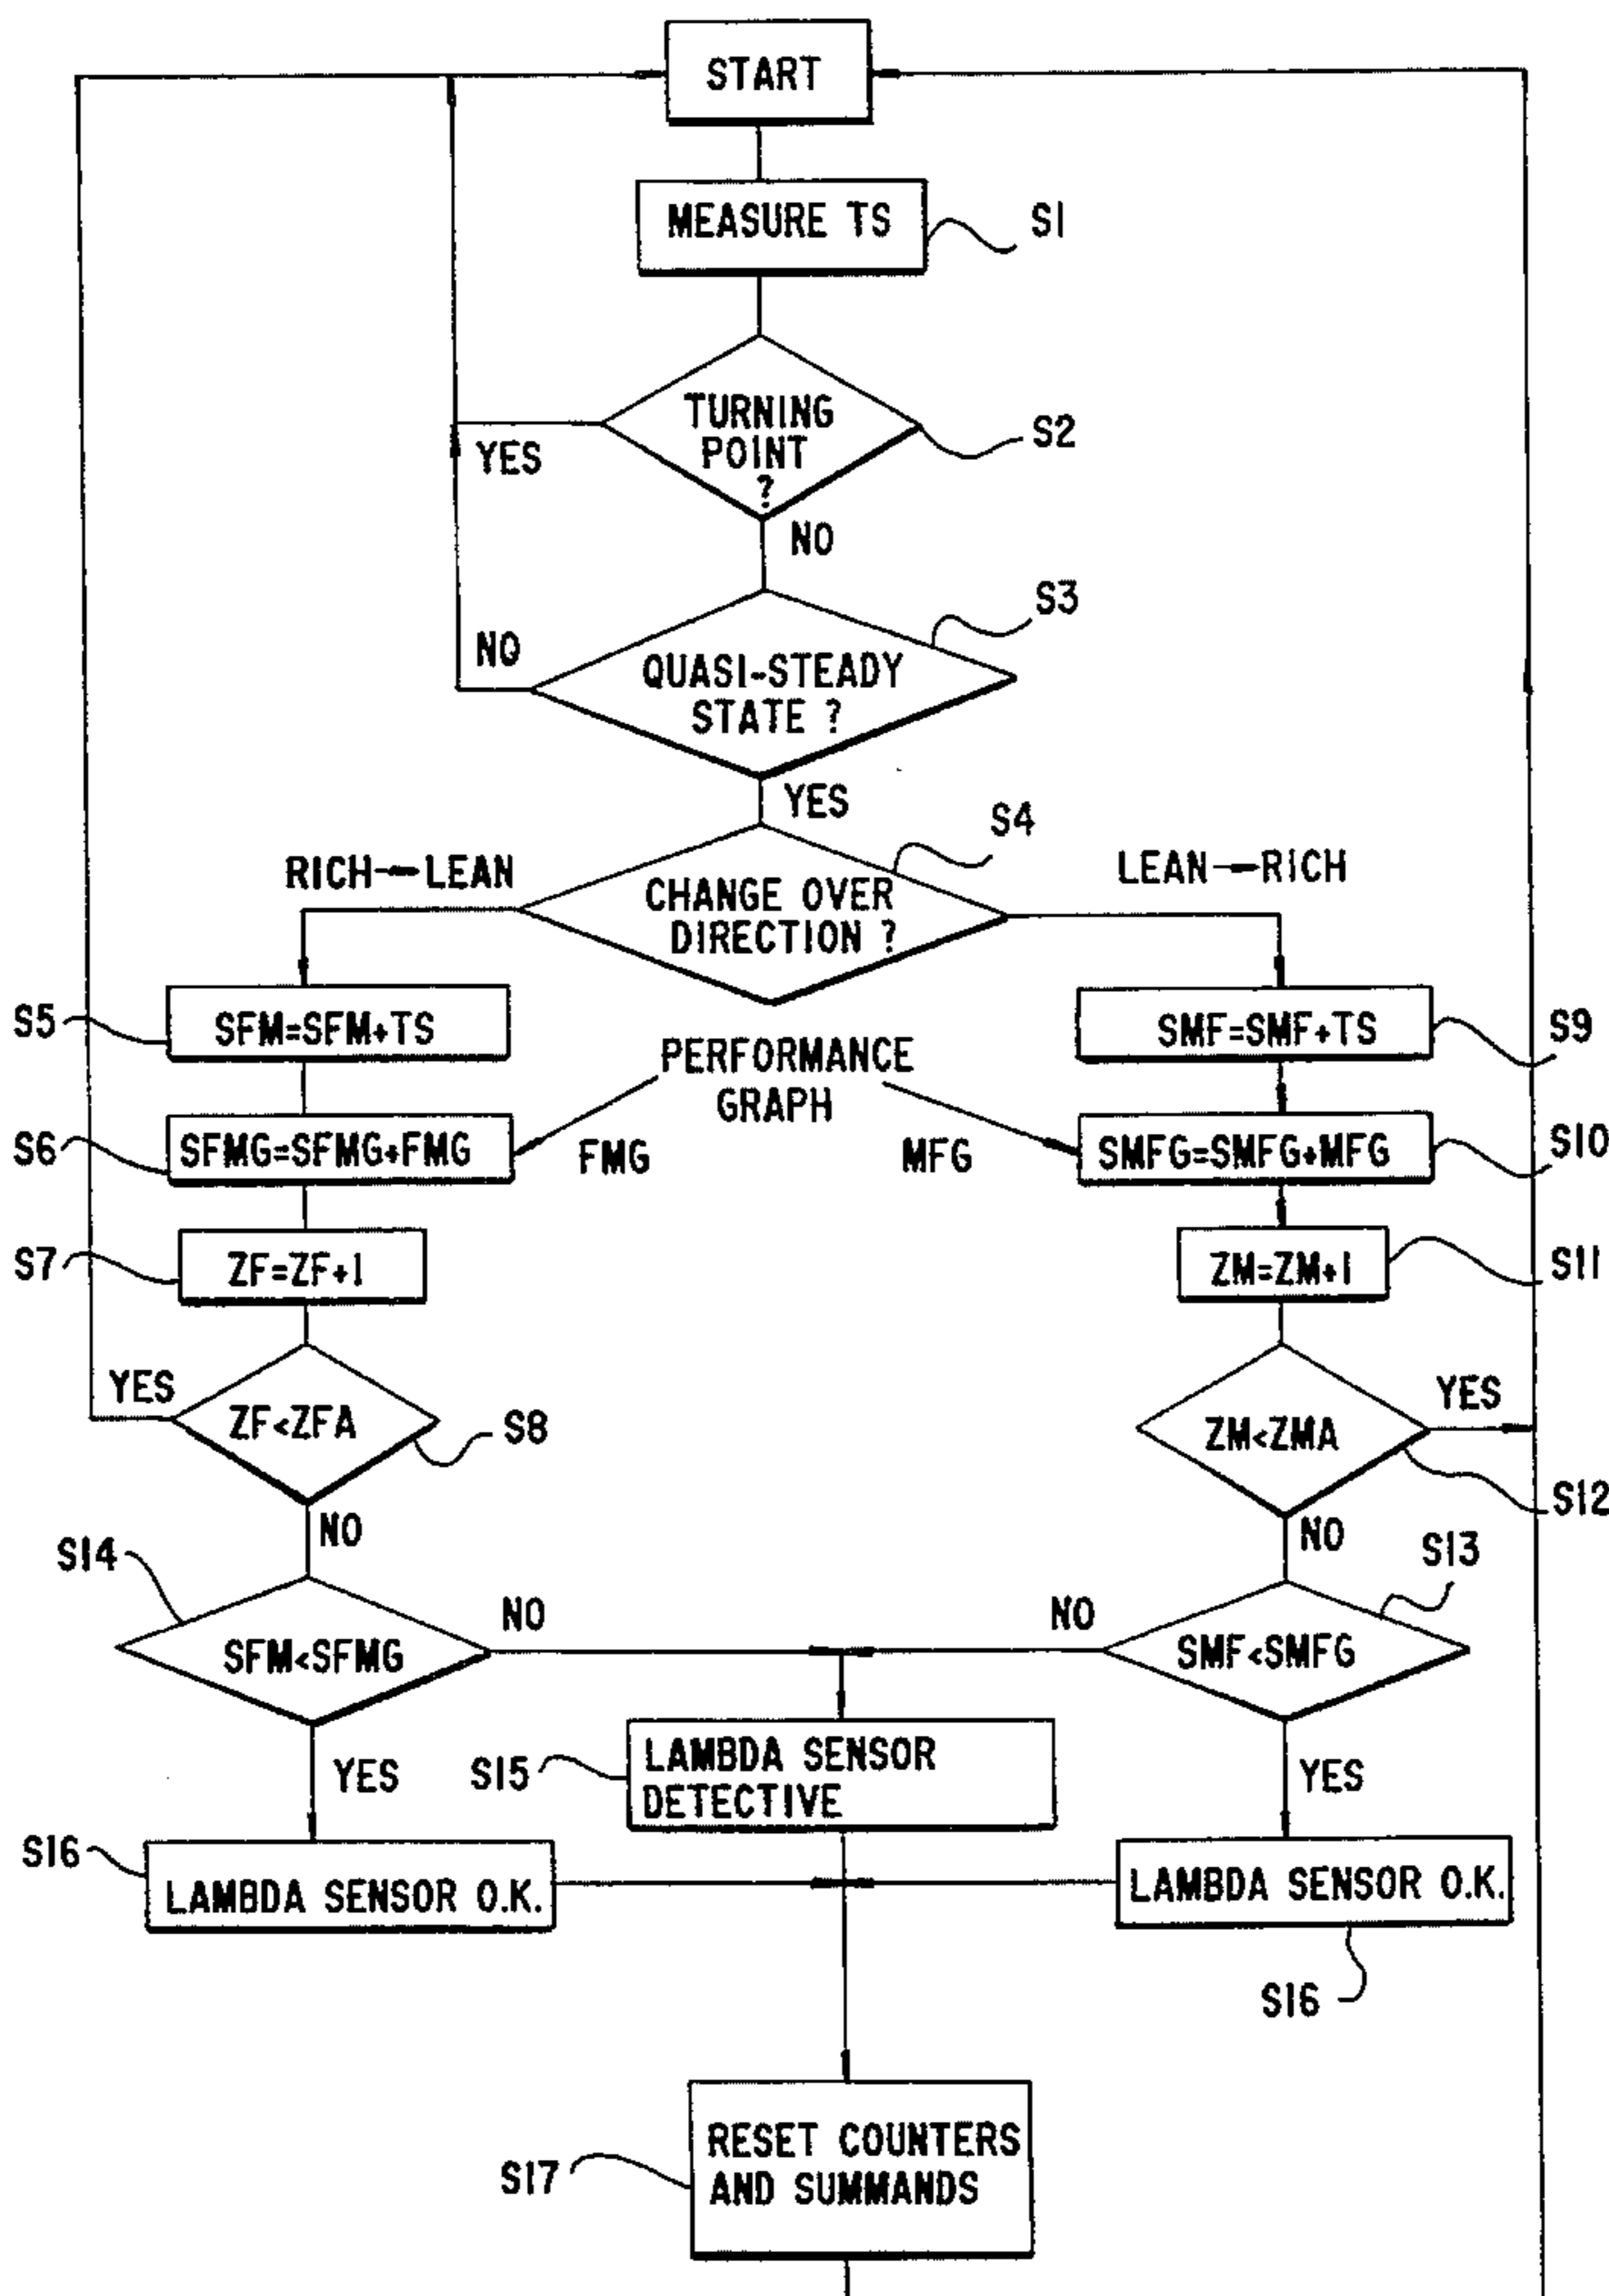 START
MEASURE TS
S1
TURNING
POINT
?
S2
YES
NO
S3
NO
QUASI-STEADY
STATE ?
YES
S4
RICH→LEAN
LEAN→RICH
CHANGE OVER
DIRECTION ?
S5
SFM=SFM+TS
SMF=SMF+TS
S9
PERFORMANCE
GRAPH
S6
SFMG=SFMG+FMG
FMG
MFG
SMFG=SMFG+MFG
S10
S7
ZF=ZF+1
ZM=ZM+1
S11
YES
ZF<ZFA
S8
ZM<ZMA
YES
S12
NO
NO
S14
S13
SFM<SFMG
NO
NO
SMF<SMFG
YES
S15
LAMBDA SENSOR
DETECTIVE
YES
S16
LAMBDA SENSOR O.K.
LAMBDA SENSOR O.K.
S16
S17
RESET COUNTERS
AND SUMMANDS